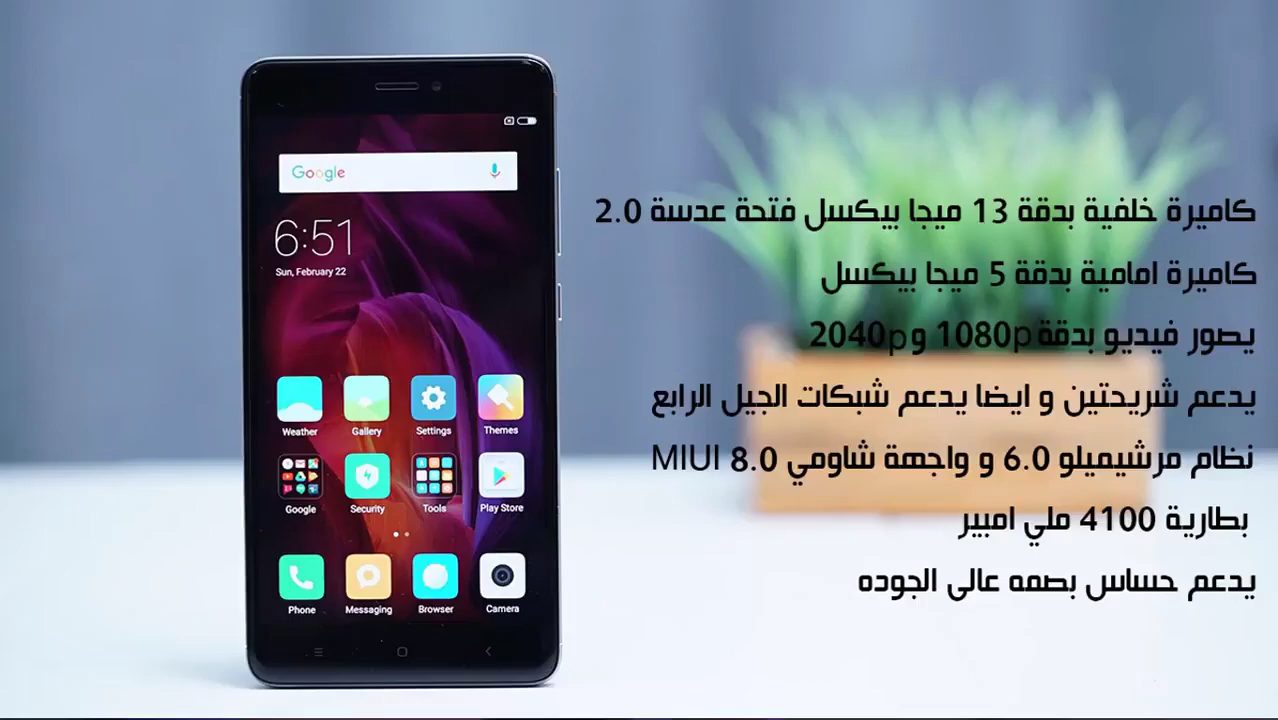 Google
6:51
Sun, February 22
Weather Gallery Settings Themes
Google Security Tools Play Store
Phone Messaging Browser Camera
كاميرة خلفية بدقة 13 ميجا بيكسل فتحة عدسة 2.0
كاميرة امامية بدقة 5 ميجا بيكسل
يصور فيديو بدقة 1080p و 2040p
يدعم شريحتين و ايضا يدعم شبكات الجيل الرابع
نظام مرشيميلو 6.0 و واجهة شاومي MIUI 8.0
بطارية 4100 ملي امبير
يدعم حساس بصمه عالى الجوده